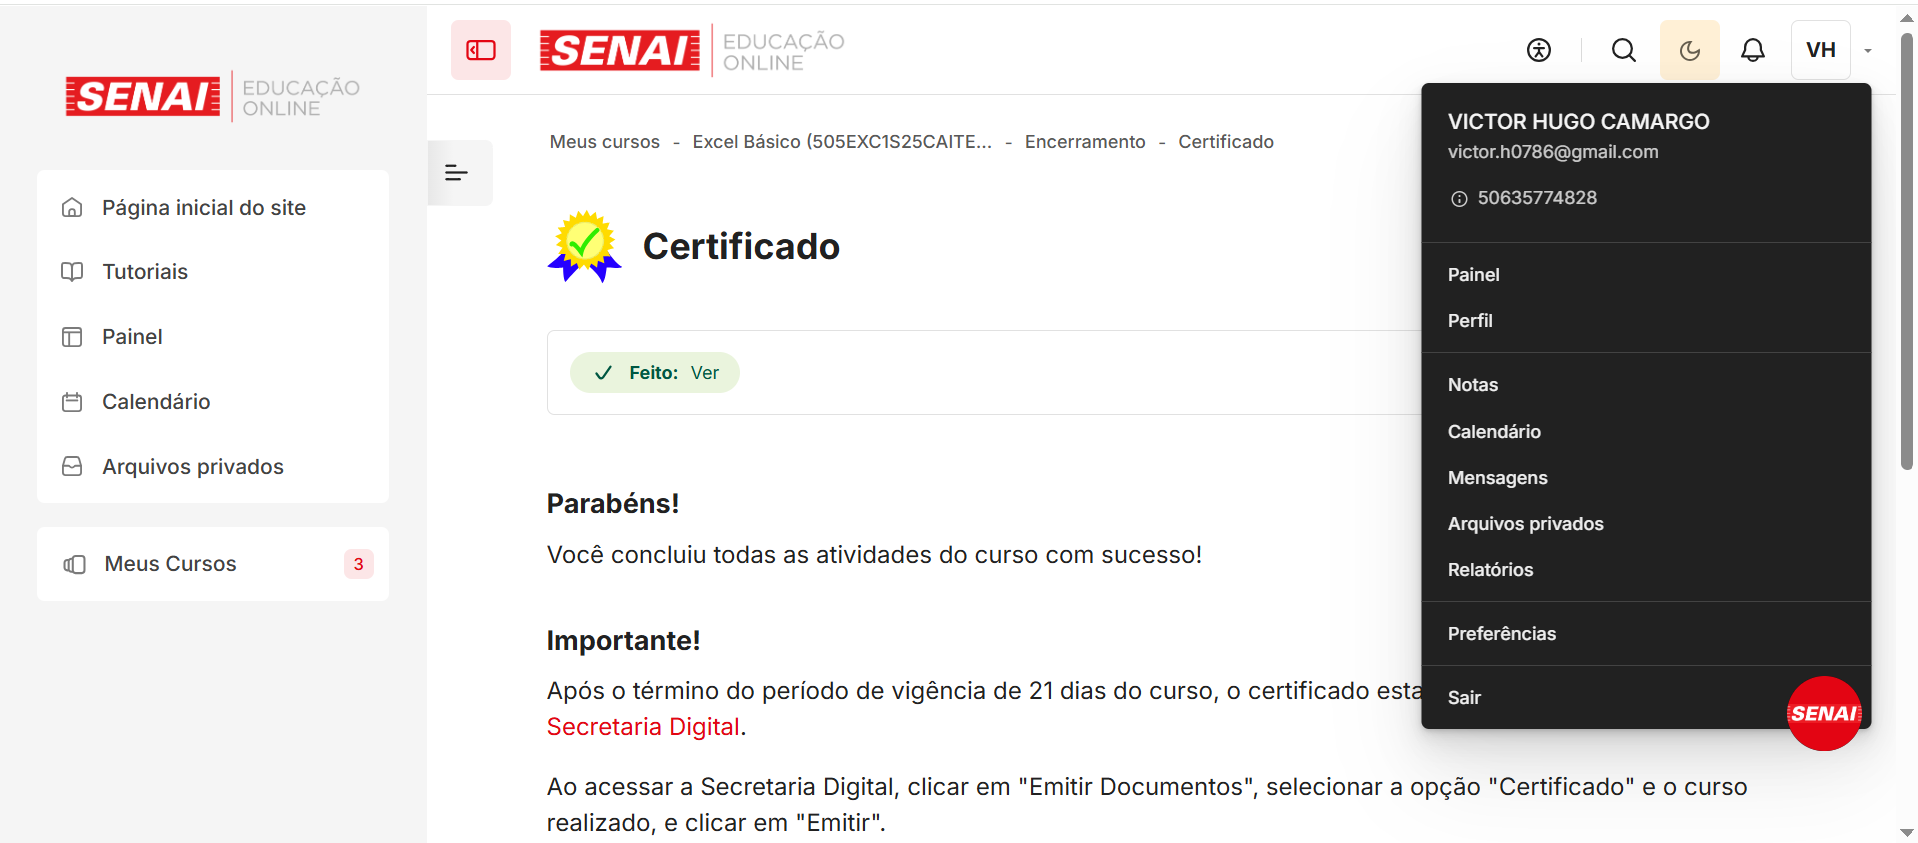 SENAI EDUCAÇÃO
ONLINE
Página inicial do site
Tutoriais
Painel
Calendário
Arquivos privados
Meus Cursos 3
SENAI EDUCAÇÃO
ONLINE
VH
Meus cursos - Excel Básico (505EXC1S25CAITE... - Encerramento - Certificado
Certificado
Feito: Ver
Parabéns!
Você concluiu todas as atividades do curso com sucesso!
Importante!
Após o término do período de vigência de 21 dias do curso, o certificado esta
Secretaria Digital.
Ao acessar a Secretaria Digital, clicar em "Emitir Documentos", selecionar a opção "Certificado" e o curso
realizado, e clicar em "Emitir".
VICTOR HUGO CAMARGO
victor.h0786@gmail.com
50635774828
Painel
Perfil
Notas
Calendário
Mensagens
Arquivos privados
Relatórios
Preferências
Sair
SENAI